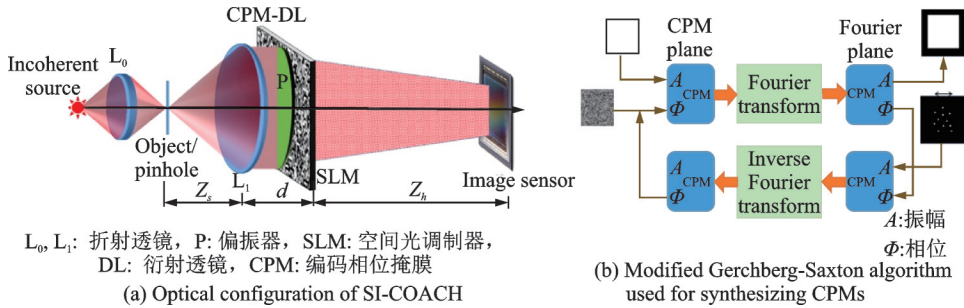 CPM-DL
L₀
Incoherent
source
P
Object/
pinhole
L₁
SLM
Image sensor
Zs
d
Zh
L₀, L₁: 折射透镜，P: 偏振器，SLM: 空间光调制器，
DL: 衍射透镜，CPM: 编码相位掩膜
(a) Optical configuration of SI-COACH
CPM
plane
Fourier
plane
A
CPM
Φ
Fourier
transform
A
CPM
Φ
A
CPM
Φ
Inverse
Fourier
transform
A
CPM
Φ
A:振幅
Φ:相位
(b) Modified Gerchberg-Saxton algorithm
used for synthesizing CPMs